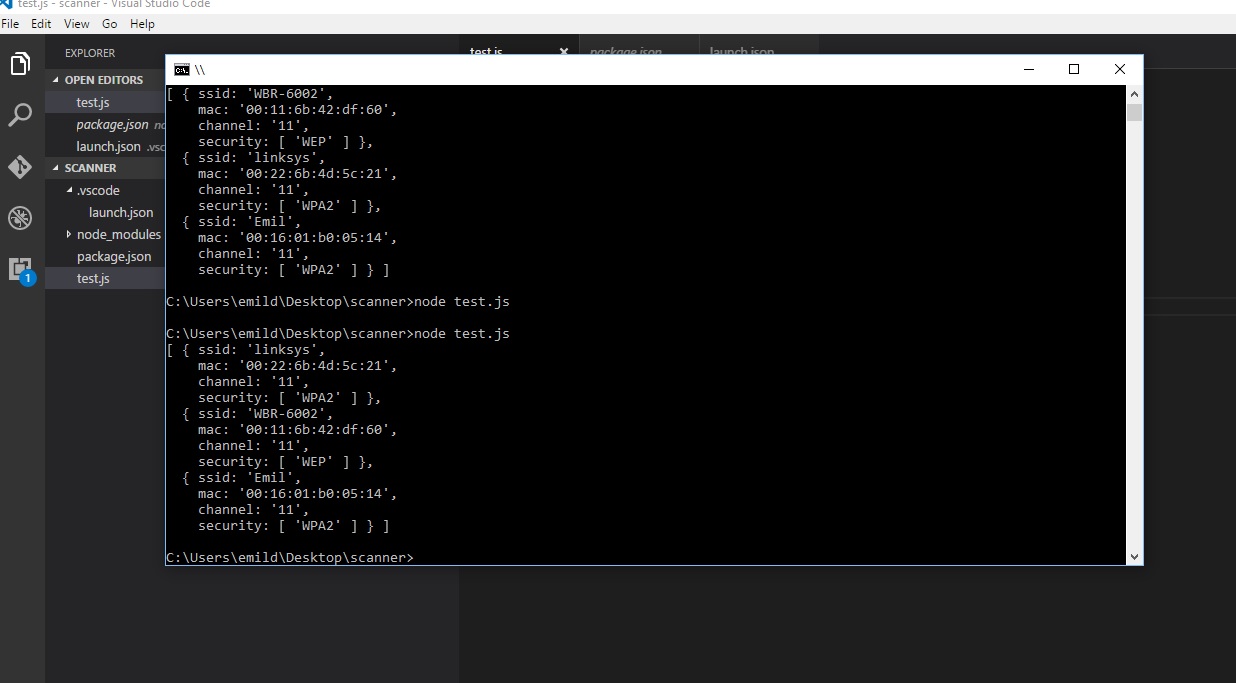 test.js - scanner - Visual Studio Code
File Edit View Go Help
EXPLORER
test.js package.json launch.json
OPEN EDITORS
test.js
package.json
launch.json .vsc
SCANNER
.vscode
launch.json
node_modules
package.json
test.js
1
C:\.
\\
[ { ssid: 'WBR-6002',
mac: '00:11:6b:42:df:60',
channel: '11',
security: [ 'WEP' ] },
{ ssid: 'linksys',
mac: '00:22:6b:4d:5c:21',
channel: '11',
security: [ 'WPA2' ] },
{ ssid: 'Emil',
mac: '00:16:01:b0:05:14',
channel: '11',
security: [ 'WPA2' ] } ]
C:\Users\emild\Desktop\scanner>node test.js
C:\Users\emild\Desktop\scanner>node test.js
[ { ssid: 'linksys',
mac: '00:22:6b:4d:5c:21',
channel: '11',
security: [ 'WPA2' ] },
{ ssid: 'WBR-6002',
mac: '00:11:6b:42:df:60',
channel: '11',
security: [ 'WEP' ] },
{ ssid: 'Emil',
mac: '00:16:01:b0:05:14',
channel: '11',
security: [ 'WPA2' ] } ]
C:\Users\emild\Desktop\scanner>